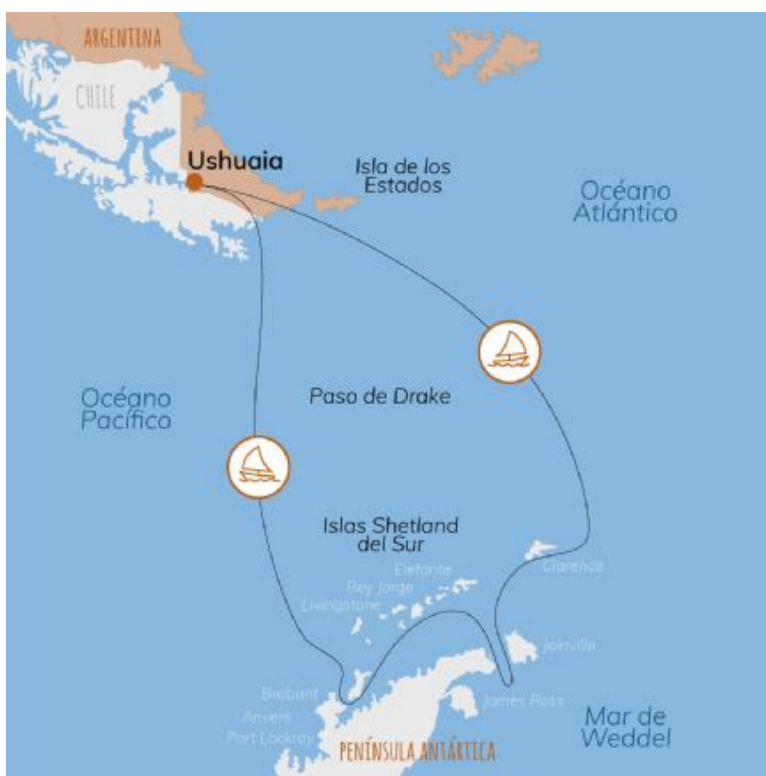 ARGENTINA
CHILE
Ushuaia
Isla de los
Estados
Océano
Atlántico
Paso de Drake
Océano
Pacífico
Islas Shetland
del Sur
Elefante
Clarence
Rey Jorge
Livingstone
Joinville
Brabant
James Ross
Anvers
Port Lockroy
Mar de
Weddel
PENÍNSULA ANTÁRTICA